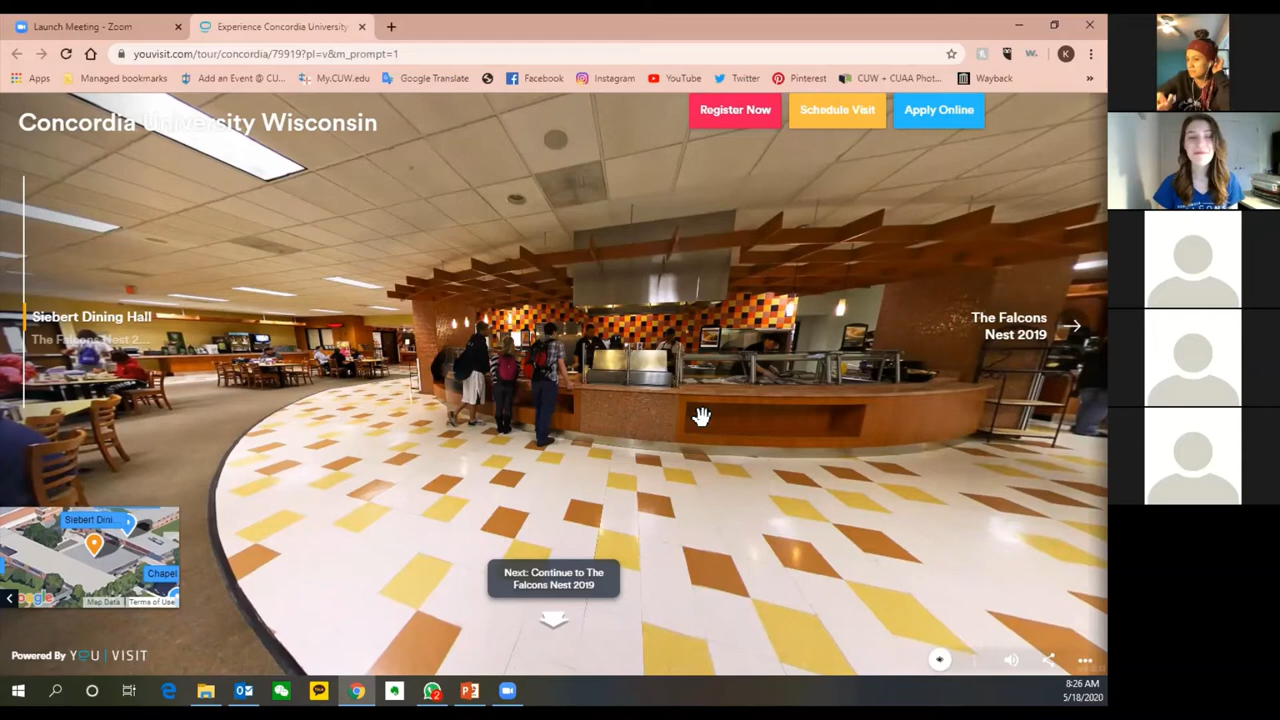 Launch Meeting - Zoom
Experience Concordia University
youvisit.com/tour/concordia/79919?pl=v&m_prompt=1
K
Apps
Managed bookmarks
Add an Event @ CU...
My.CUW.edu
Google Translate
Facebook
Instagram
YouTube
Twitter
Pinterest
CUW + CUAA Phot...
Wayback
»
Concordia University Wisconsin
Register Now
Schedule Visit
Apply Online
Siebert Dining Hall
The Falcons Nest 2...
The Falcons
Nest 2019
Siebert Dini...
Chapel
Map Data
Terms of Use
Next: Continue to The
Falcons Nest 2019
Powered By YOU | VISIT
8:26 AM
5/18/2020